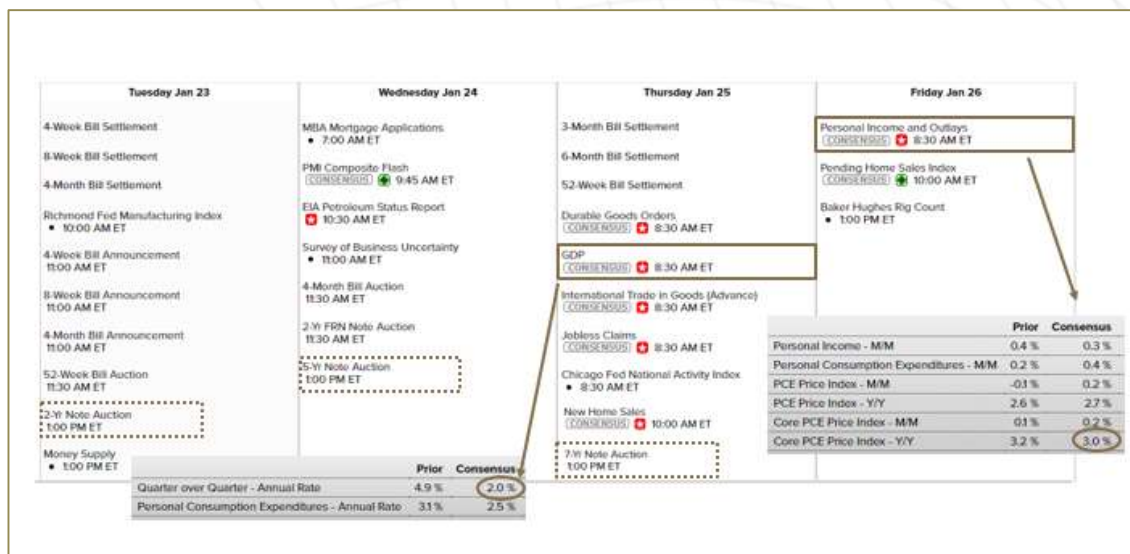 Tuesday Jan 23
4-Week Bill Settlement
8-Week Bill Settlement
4-Month Bill Settlement
Richmond Fed Manufacturing Index
• 10:00 AM ET
4-Week Bill Announcement
11:00 AM ET
8-Week Bill Announcement
11:00 AM ET
4-Month Bill Announcement
11:00 AM ET
52-Week Bill Auction
11:30 AM ET
2-Yr Note Auction
1:00 PM ET
Money Supply
• 1:00 PM ET
Wednesday Jan 24
MBA Mortgage Applications
• 7:00 AM ET
PMI Composite Flash
CONSENSUS 9:45 AM ET
EIA Petroleum Status Report
10:30 AM ET
Survey of Business Uncertainty
• 11:00 AM ET
4-Month Bill Auction
11:30 AM ET
2-Yr FRN Note Auction
11:30 AM ET
5-Yr Note Auction
1:00 PM ET
Thursday Jan 25
3-Month Bill Settlement
6-Month Bill Settlement
52-Week Bill Settlement
Durable Goods Orders
CONSENSUS 8:30 AM ET
GDP
CONSENSUS 8:30 AM ET
International Trade in Goods (Advance)
CONSENSUS 8:30 AM ET
Jobless Claims
CONSENSUS 8:30 AM ET
Chicago Fed National Activity Index
• 8:30 AM ET
New Home Sales
CONSENSUS 10:00 AM ET
7-Yr Note Auction
1:00 PM ET
Friday Jan 26
Personal Income and Outlays
CONSENSUS 8:30 AM ET
Pending Home Sales Index
CONSENSUS 10:00 AM ET
Baker Hughes Rig Count
• 1:00 PM ET
Prior Consensus
Personal Income - M/M 0.4 % 0.3 %
Personal Consumption Expenditures - M/M 0.2 % 0.4 %
PCE Price Index - M/M -0.1 % 0.2 %
PCE Price Index - Y/Y 2.6 % 2.7 %
Core PCE Price Index - M/M 0.1 % 0.2 %
Core PCE Price Index - Y/Y 3.2 % 3.0 %
Prior Consensus
Quarter over Quarter - Annual Rate 4.9 % 2.0 %
Personal Consumption Expenditures - Annual Rate 3.1 % 2.5 %